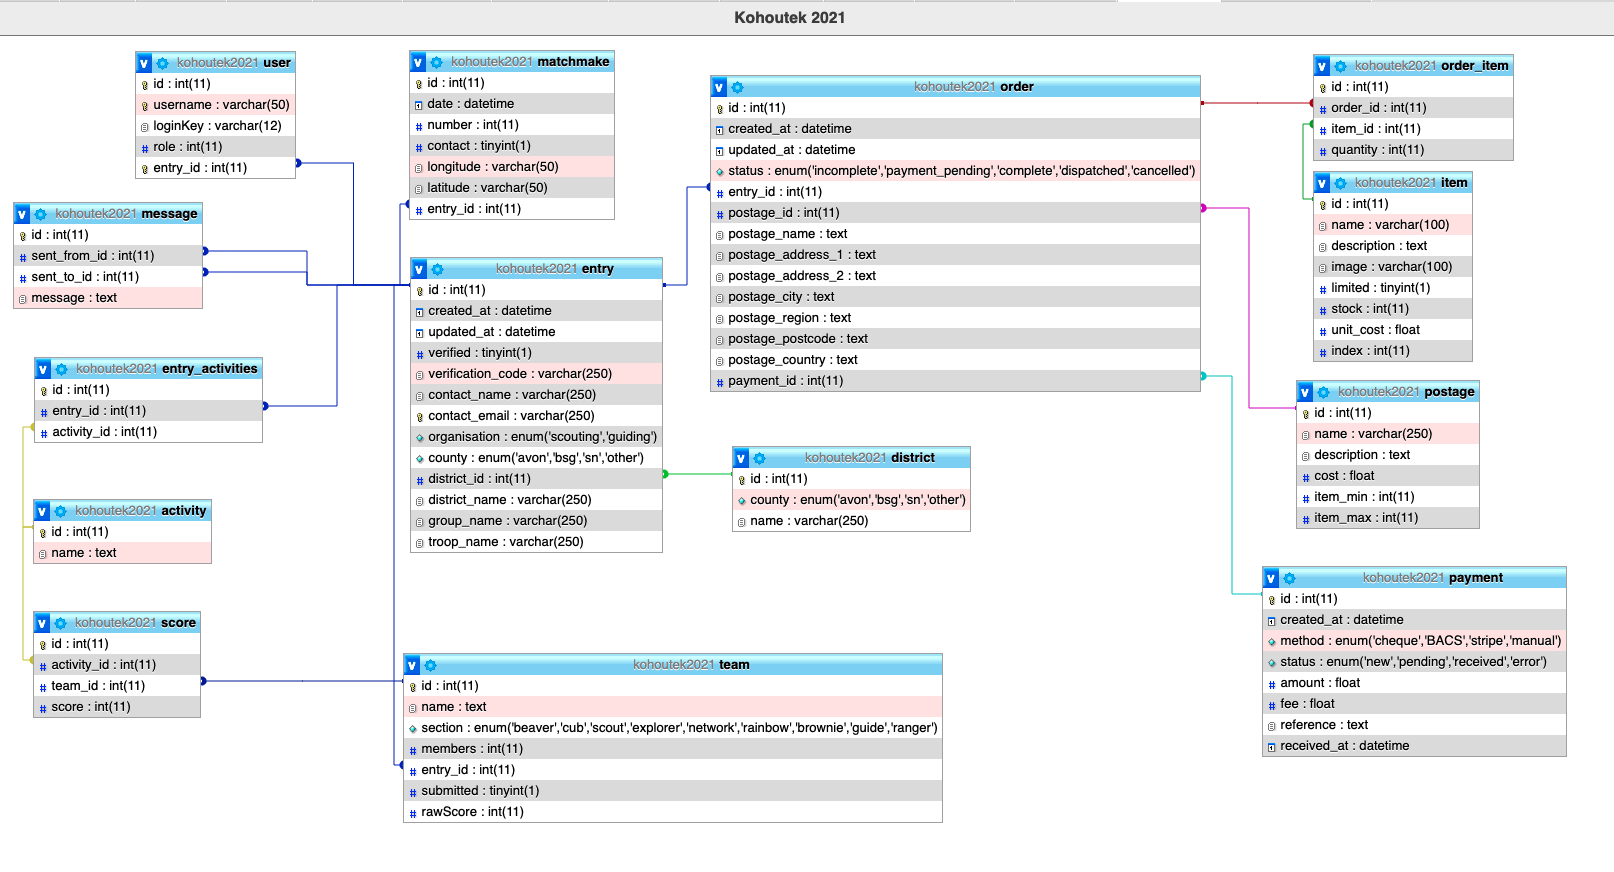 Kohoutek 2021
kohoutek2021 user
id : int(11)
username : varchar(50)
loginKey : varchar(12)
role : int(11)
entry_id : int(11)
kohoutek2021 matchmake
id : int(11)
date : datetime
number : int(11)
contact : tinyint(1)
longitude : varchar(50)
latitude : varchar(50)
entry_id : int(11)
kohoutek2021 order
id : int(11)
created_at : datetime
updated_at : datetime
status : enum('incomplete','payment_pending','complete','dispatched','cancelled')
entry_id : int(11)
postage_id : int(11)
postage_name : text
postage_address_1 : text
postage_address_2 : text
postage_city : text
postage_region : text
postage_postcode : text
postage_country : text
payment_id : int(11)
kohoutek2021 order_item
id : int(11)
order_id : int(11)
item_id : int(11)
quantity : int(11)
kohoutek2021 item
id : int(11)
name : varchar(100)
description : text
image : varchar(100)
limited : tinyint(1)
stock : int(11)
unit_cost : float
index : int(11)
kohoutek2021 message
id : int(11)
sent_from_id : int(11)
sent_to_id : int(11)
message : text
kohoutek2021 entry
id : int(11)
created_at : datetime
updated_at : datetime
verified : tinyint(1)
verification_code : varchar(250)
contact_name : varchar(250)
contact_email : varchar(250)
organisation : enum('scouting','guiding')
county : enum('avon','bsg','sn','other')
district_id : int(11)
district_name : varchar(250)
group_name : varchar(250)
troop_name : varchar(250)
kohoutek2021 entry_activities
id : int(11)
entry_id : int(11)
activity_id : int(11)
kohoutek2021 postage
id : int(11)
name : varchar(250)
description : text
cost : float
item_min : int(11)
item_max : int(11)
kohoutek2021 district
id : int(11)
county : enum('avon','bsg','sn','other')
name : varchar(250)
kohoutek2021 activity
id : int(11)
name : text
kohoutek2021 payment
id : int(11)
created_at : datetime
method : enum('cheque','BACS','stripe','manual')
status : enum('new','pending','received','error')
amount : float
fee : float
reference : text
received_at : datetime
kohoutek2021 score
id : int(11)
activity_id : int(11)
team_id : int(11)
score : int(11)
kohoutek2021 team
id : int(11)
name : text
section : enum('beaver','cub','scout','explorer','network','rainbow','brownie','guide','ranger')
members : int(11)
entry_id : int(11)
submitted : tinyint(1)
rawScore : int(11)